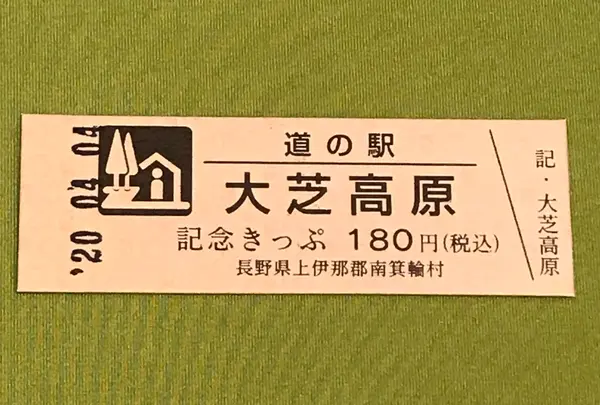 '20 04 04
道の駅
大芝高原
記念きっぷ 180円(税込)
長野県上伊那郡南箕輪村
記・大芝高原